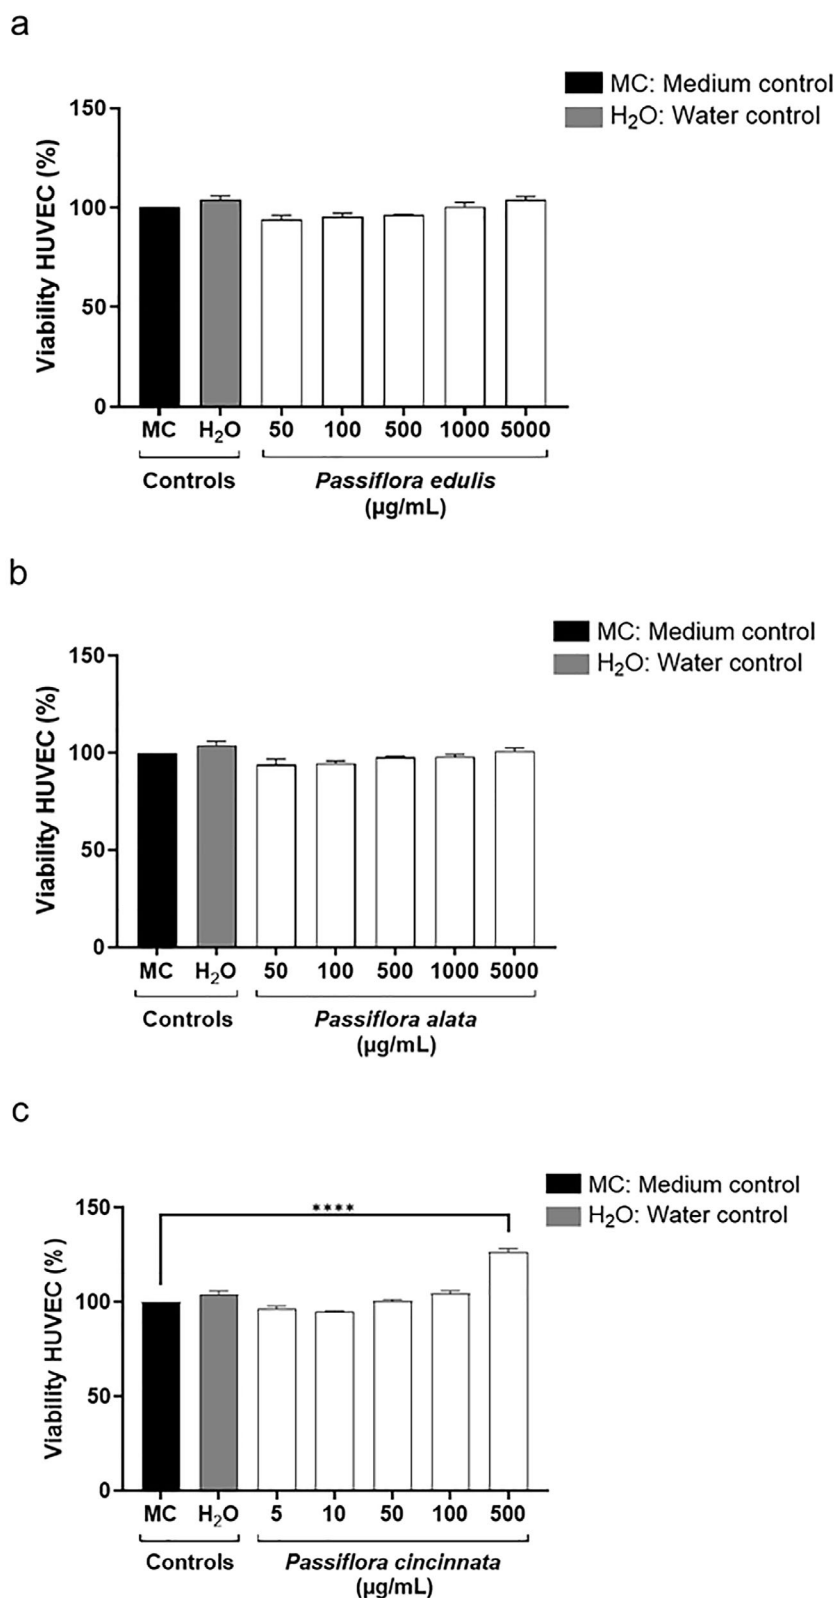 a
MC: Medium control
H₂O: Water control
Viability HUVEC (%)
150
100
50
0
MC H₂O 50 100 500 1000 5000
Controls Passiflora edulis
(µg/mL)
b
MC: Medium control
H₂O: Water control
Viability HUVEC (%)
150
100
50
0
MC H₂O 50 100 500 1000 5000
Controls Passiflora alata
(µg/mL)
c
MC: Medium control
H₂O: Water control
Viability HUVEC (%)
150
100
50
0
****
MC H₂O 5 10 50 100 500
Controls Passiflora cincinnata
(µg/mL)